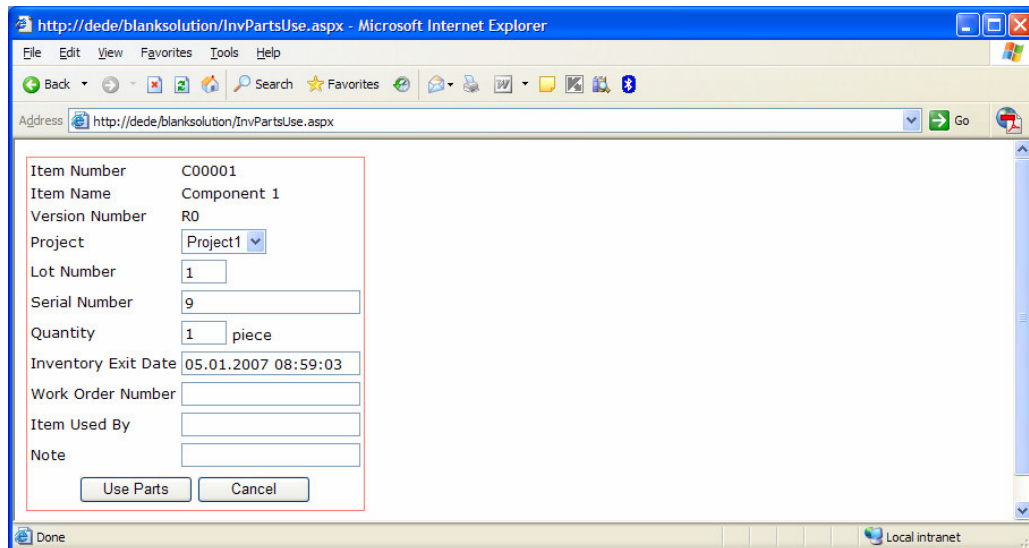 http://dede/blanksolution/InvPartsUse.aspx - Microsoft Internet Explorer
File Edit View Favorites Tools Help
Back Search Favorites W
Address http://dede/blanksolution/InvPartsUse.aspx Go
Item Number C00001
Item Name Component 1
Version Number R0
Project Project1
Lot Number 1
Serial Number 9
Quantity 1 piece
Inventory Exit Date 05.01.2007 08:59:03
Work Order Number
Item Used By
Note
Use Parts Cancel
Done Local intranet